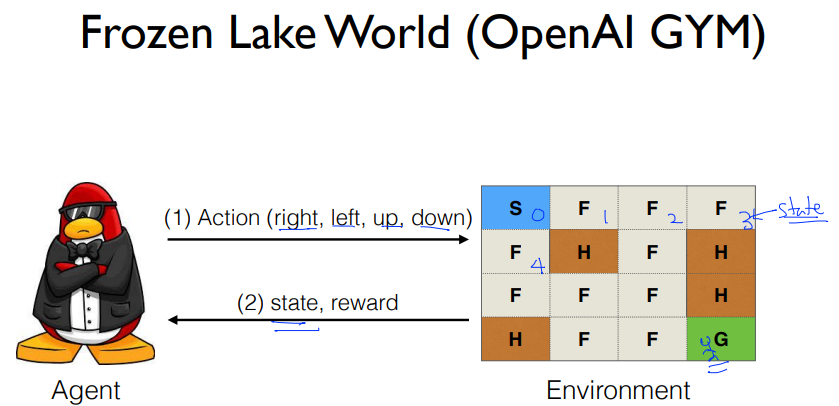 Frozen Lake World (OpenAI GYM)
(1) Action (right, left, up, down)
(2) state, reward
S 0 F 1 F 2 F 3 state
F 4 H F H
F F F H
H F F G
Agent
Environment